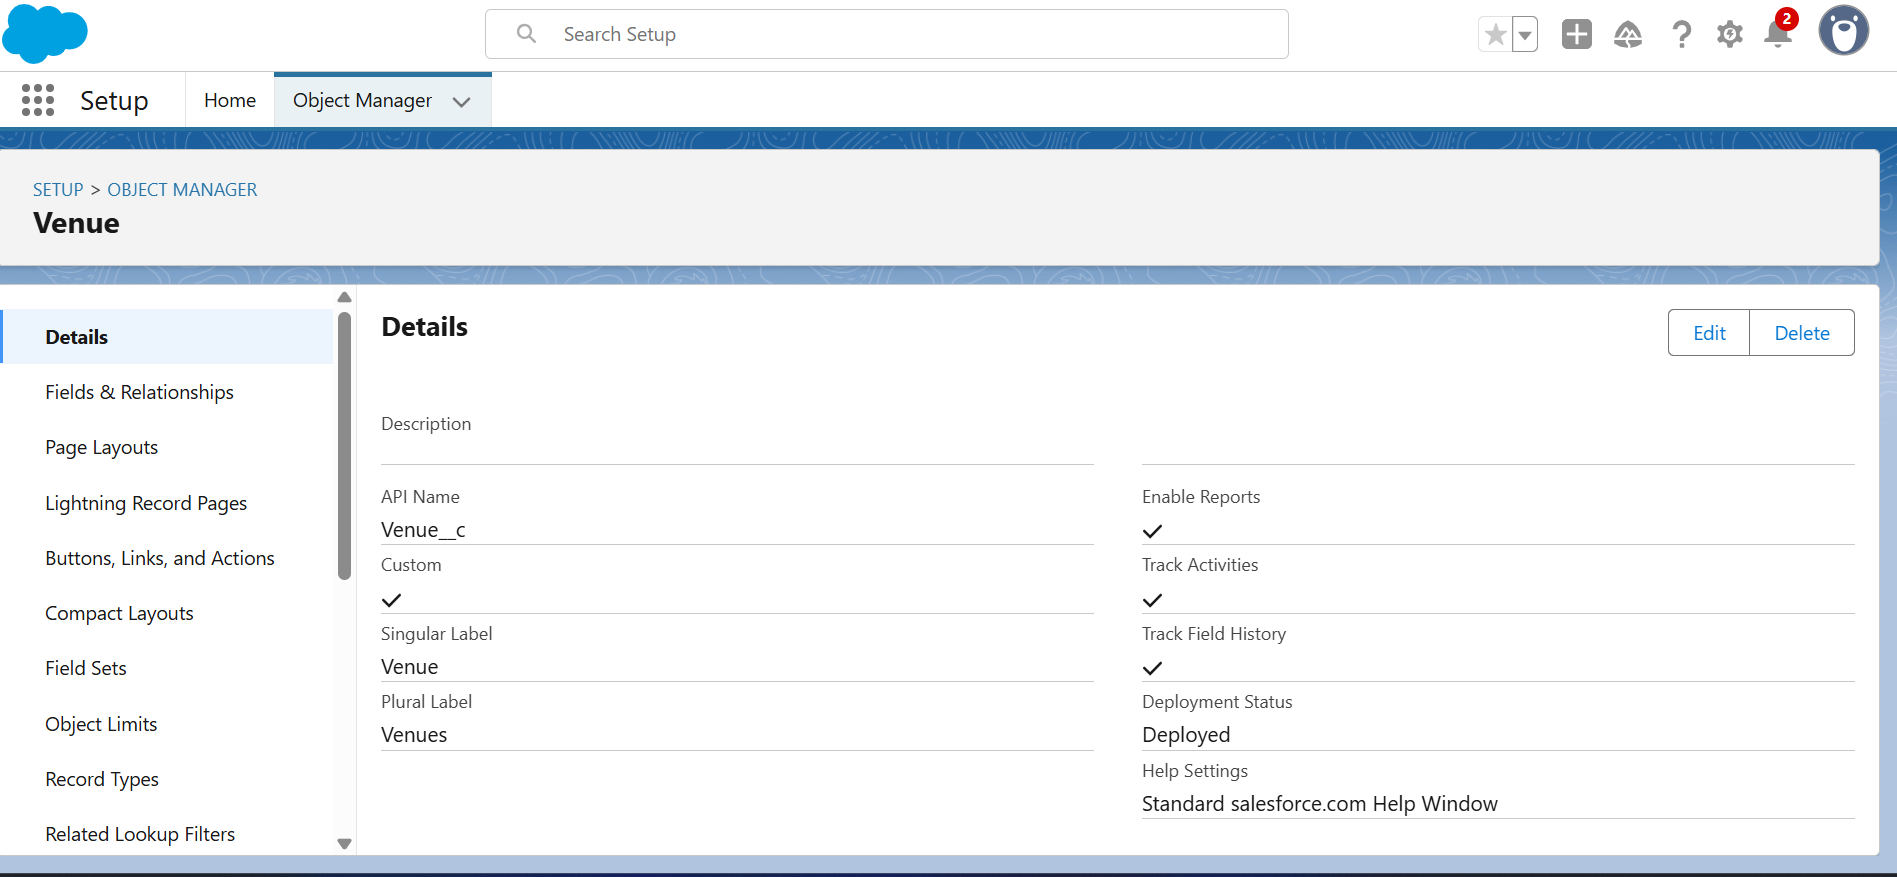 Search Setup
2
Setup
Home
Object Manager
SETUP > OBJECT MANAGER
Venue
Details
Fields & Relationships
Page Layouts
Lightning Record Pages
Buttons, Links, and Actions
Compact Layouts
Field Sets
Object Limits
Record Types
Related Lookup Filters
Details
Edit
Delete
Description
API Name
Venue__c
Custom
Singular Label
Venue
Plural Label
Venues
Enable Reports
Track Activities
Track Field History
Deployment Status
Deployed
Help Settings
Standard salesforce.com Help Window